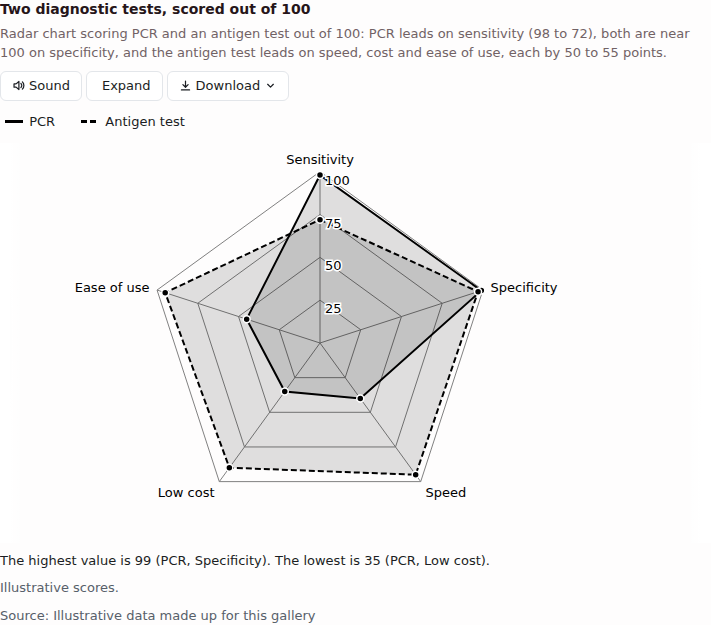 Two diagnostic tests, scored out of 100
Radar chart scoring PCR and an antigen test out of 100: PCR leads on sensitivity (98 to 72), both are near
100 on specificity, and the antigen test leads on speed, cost and ease of use, each by 50 to 55 points.
Sound Expand Download
PCR Antigen test
Sensitivity
100
75
50
25
Ease of use Specificity
Low cost Speed
The highest value is 99 (PCR, Specificity). The lowest is 35 (PCR, Low cost).
Illustrative scores.
Source: Illustrative data made up for this gallery